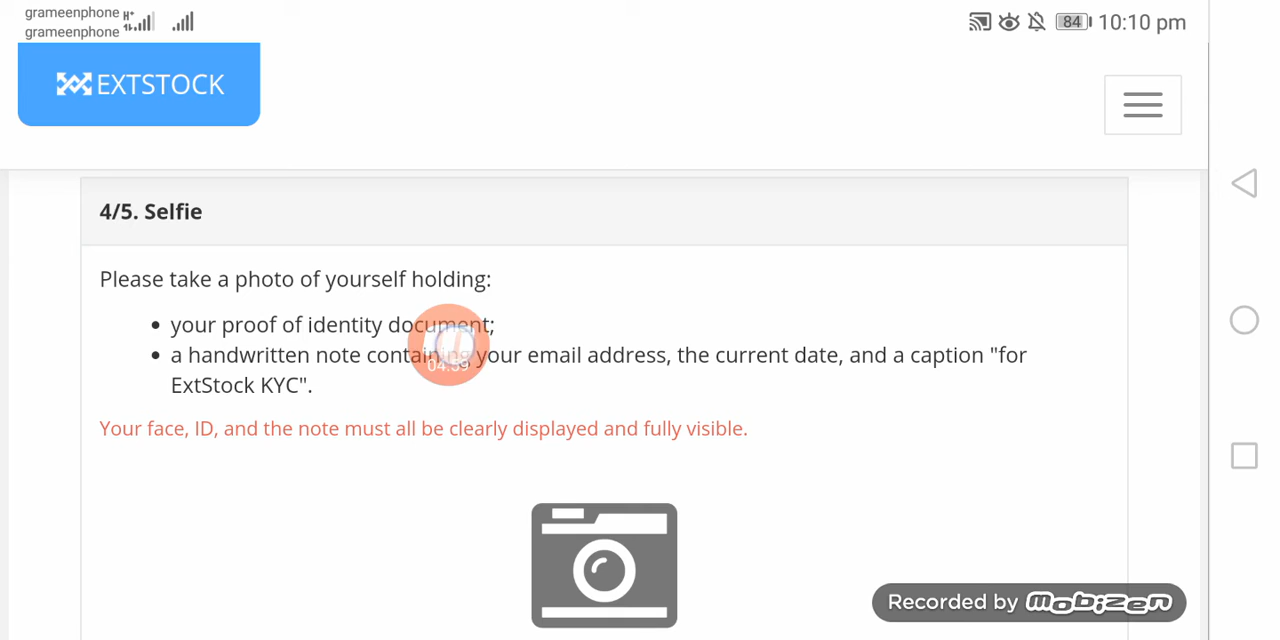 grameenphone H+
grameenphone
84 10:10 pm
EXTSTOCK
4/5. Selfie
Please take a photo of yourself holding:
your proof of identity document;
a handwritten note containing your email address, the current date, and a caption "for
ExtStock KYC".
Your face, ID, and the note must all be clearly displayed and fully visible.
Recorded by Mobizen